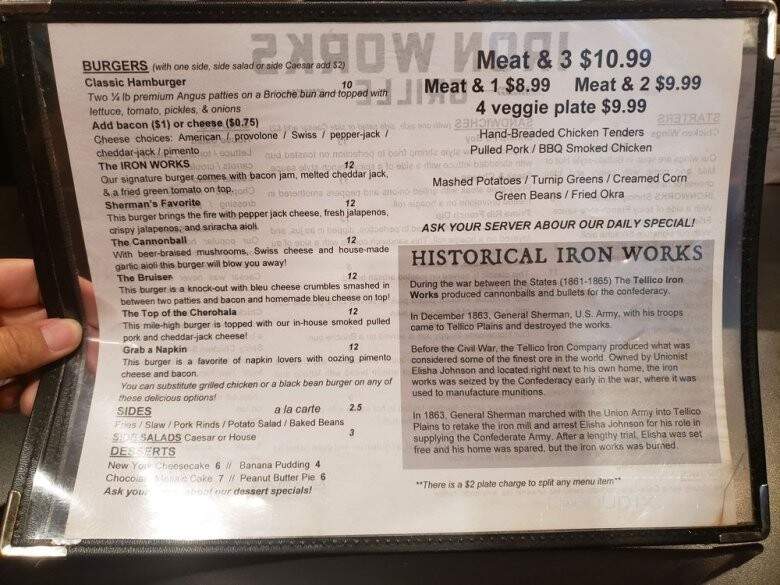 BURGERS (with one side, side salad or side Caesar add $2)
Classic Hamburger 10
Two ¼ lb premium Angus patties on a Brioche bun and topped with
lettuce, tomato, pickles, & onions
Add bacon ($1) or cheese ($0.75)
Cheese choices: American / provolone / Swiss / pepper-jack /
cheddar-jack / pimento
The IRON WORKS 12
Our signature burger comes with bacon jam, melted cheddar jack,
& a fried green tomato on top.
Sherman's Favorite 12
This burger brings the fire with pepper jack cheese, fresh jalapenos,
crispy jalapenos, and sriracha aioli.
The Cannonball 12
With beer-braised mushrooms, Swiss cheese and house-made
garlic aioli this burger will blow you away!
The Bruiser 12
This burger is a knock-out with bleu cheese crumbles smashed in
between two patties and bacon and homemade bleu cheese on top!
The Top of the Cherohala 12
This mile-high burger is topped with our in-house smoked pulled
pork and cheddar-jack cheese!
Grab a Napkin 12
This burger is a favorite of napkin lovers with oozing pimento
cheese and bacon.
You can substitute grilled chicken or a black bean burger on any of
these delicious options!
SIDES a la carte 2.5
Fries / Slaw / Pork Rinds / Potato Salad / Baked Beans
SIDE SALADS Caesar or House 3
DESSERTS
New York Cheesecake 6 // Banana Pudding 4
Chocolate Cake 7 // Peanut Butter Pie 6
Ask your about our dessert specials!
Meat & 3 $10.99
Meat & 1 $8.99 Meat & 2 $9.99
4 veggie plate $9.99
Hand-Breaded Chicken Tenders
Pulled Pork / BBQ Smoked Chicken
Mashed Potatoes / Turnip Greens / Creamed Corn
Green Beans / Fried Okra
ASK YOUR SERVER ABOUR OUR DAILY SPECIAL!
HISTORICAL IRON WORKS
During the war between the States (1861-1865) The Tellico Iron
Works produced cannonballs and bullets for the confederacy.
In December 1863, General Sherman, U.S. Army, with his troops
came to Tellico Plains and destroyed the works.
Before the Civil War, the Tellico Iron Company produced what was
considered some of the finest ore in the world. Owned by Unionist
Elisha Johnson and located right next to his own home, the iron
works was seized by the Confederacy early in the war, where it was
used to manufacture munitions.
In 1863, General Sherman marched with the Union Army into Tellico
Plains to retake the iron mill and arrest Elisha Johnson for his role in
supplying the Confederate Army. After a lengthy trial, Elisha was set
free and his home was spared, but the iron works was burned.
**There is a $2 plate charge to split any menu item**